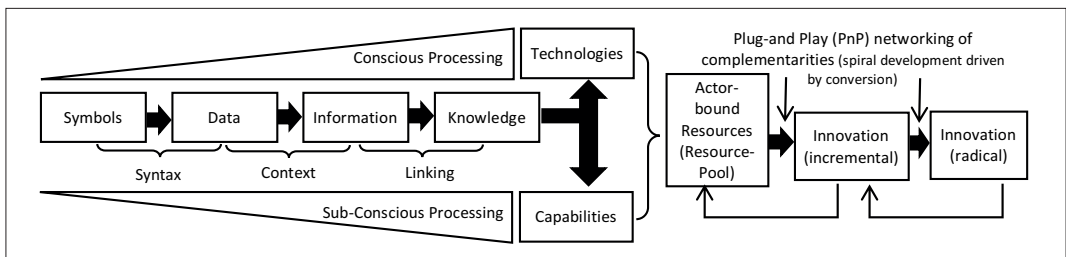 Conscious Processing
Technologies
Plug-and Play (PnP) networking of
complementarities (spiral development driven
by conversion)
Symbols
Data
Information
Knowledge
Syntax
Context
Linking
Actor-
bound
Resources
(Resource-
Pool)
Innovation
(incremental)
Innovation
(radical)
Sub-Conscious Processing
Capabilities